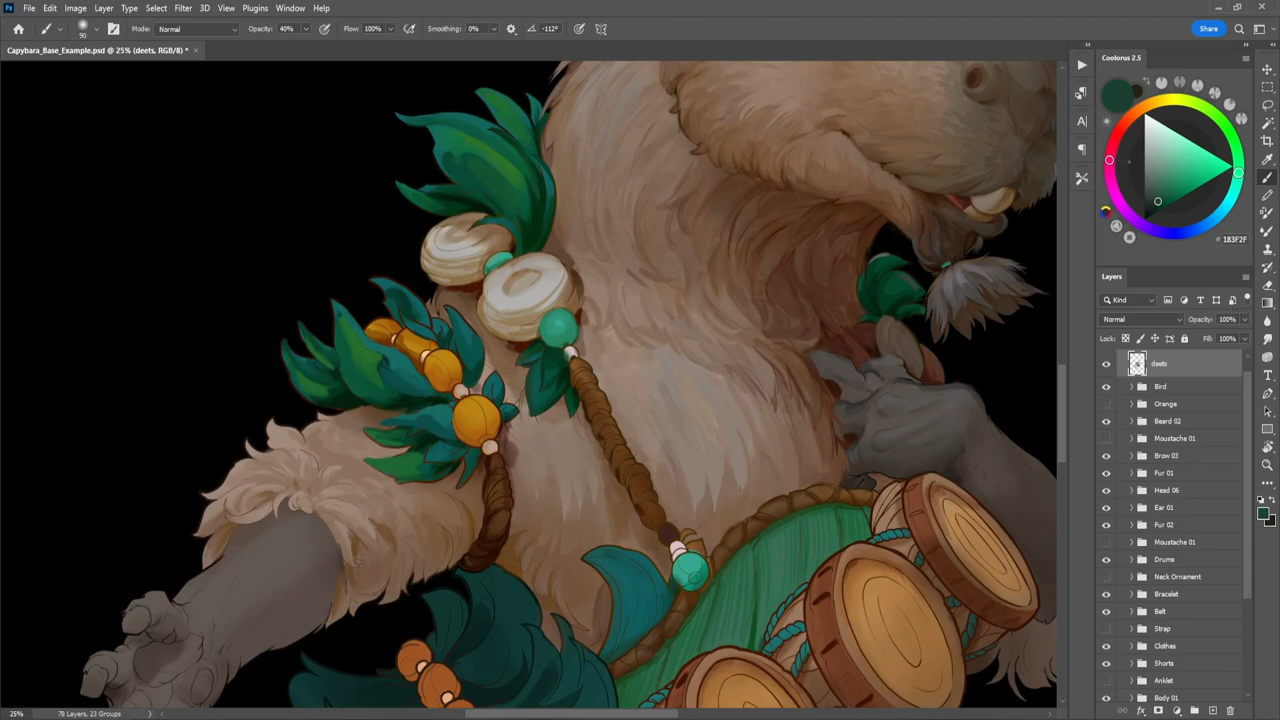 Ps File Edit Image Layer Type Select Filter 3D View Plugins Window Help
90 Mode: Normal Opacity: 40% Flow: 100% Smoothing: 0% -112° Share
Capybara_Base_Example.psd @ 25% (deets, RGB/8) * ×
Coolorus 2.5
# 183F2F
Layers
Kind
Normal Opacity: 100%
Lock: Fill: 100%
deets
Bird
Orange
Beard 02
Moustache 01
Brow 03
Fur 01
Head 06
Ear 01
Fur 02
Moustache 01
Drums
Neck Ornament
Bracelet
Belt
Strap
Clothes
Shorts
Anklet
Body 01
25% 78 Layers, 23 Groups